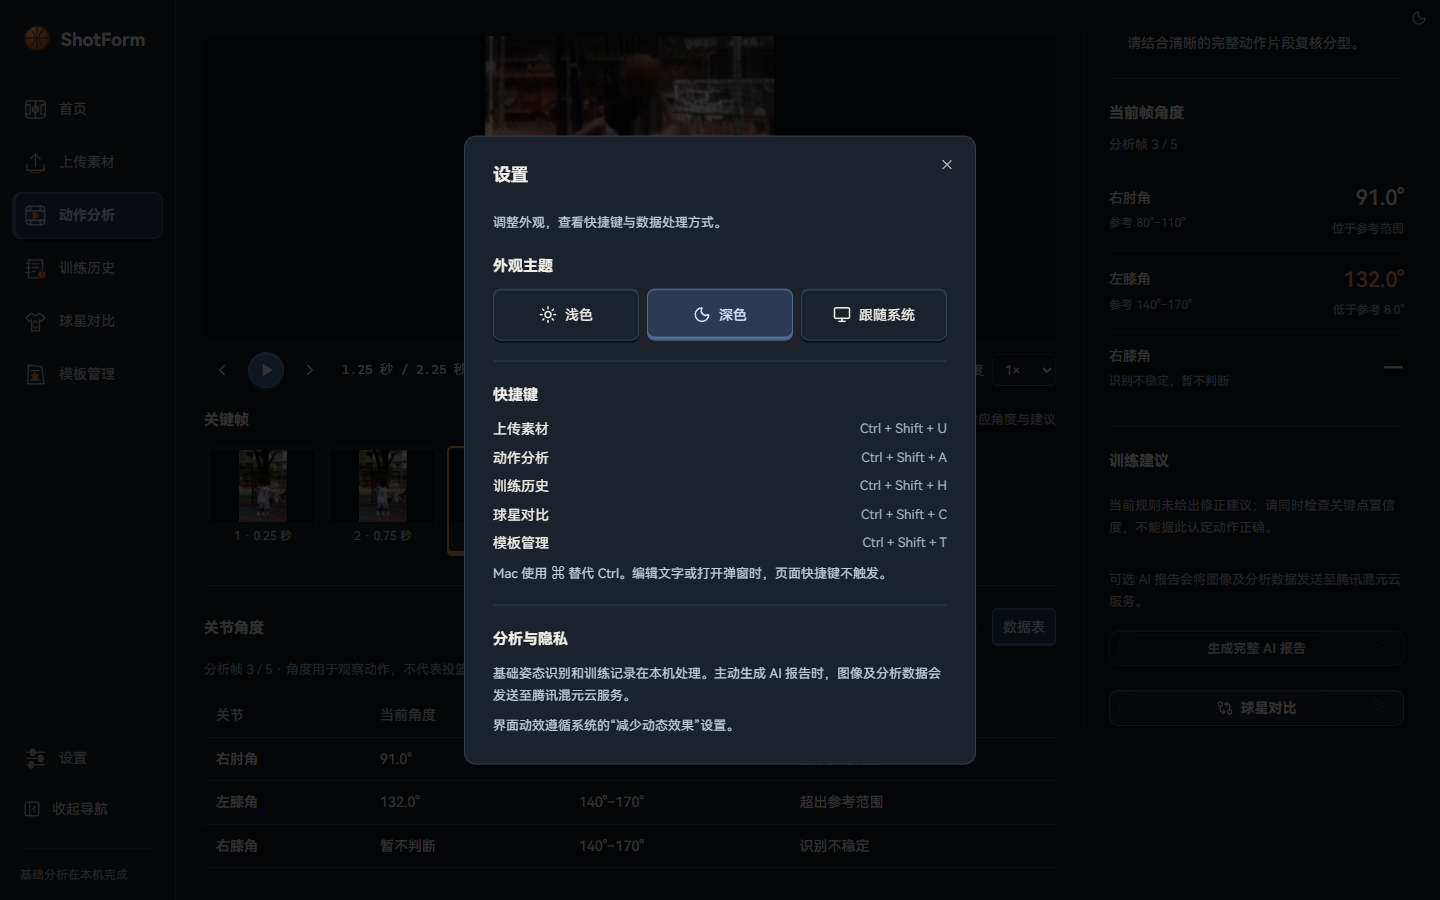 ShotForm
首页
上传素材
动作分析
训练历史
球星对比
模板管理
设置
收起导航
基础分析在本机完成
1.25 秒 / 2.25 秒
度
1×
关键帧
应角度与建议
1 · 0.25 秒
2 · 0.75 秒
关节角度
数据表
分析帧 3 / 5 · 角度用于观察动作，不代表投篮
关节
当前角度
右肘角
91.0°
左膝角
132.0°
140°–170°
超出参考范围
右膝角
暂不判断
140°–170°
识别不稳定
设置
调整外观，查看快捷键与数据处理方式。
外观主题
浅色
深色
跟随系统
快捷键
上传素材
Ctrl + Shift + U
动作分析
Ctrl + Shift + A
训练历史
Ctrl + Shift + H
球星对比
Ctrl + Shift + C
模板管理
Ctrl + Shift + T
Mac 使用 ⌘ 替代 Ctrl。编辑文字或打开弹窗时，页面快捷键不触发。
分析与隐私
基础姿态识别和训练记录在本机处理。主动生成 AI 报告时，图像及分析数据会
发送至腾讯混元云服务。
界面动效遵循系统的“减少动态效果”设置。
请结合清晰的完整动作片段复核分型。
当前帧角度
分析帧 3 / 5
右肘角
91.0°
参考 80°–110°
位于参考范围
左膝角
132.0°
参考 140°–170°
低于参考 8.0°
右膝角
—
识别不稳定，暂不判断
训练建议
当前规则未给出修正建议；请同时检查关键点置信
度，不能据此认定动作正确。
可选 AI 报告会将图像及分析数据发送至腾讯混元云
服务。
生成完整 AI 报告
球星对比